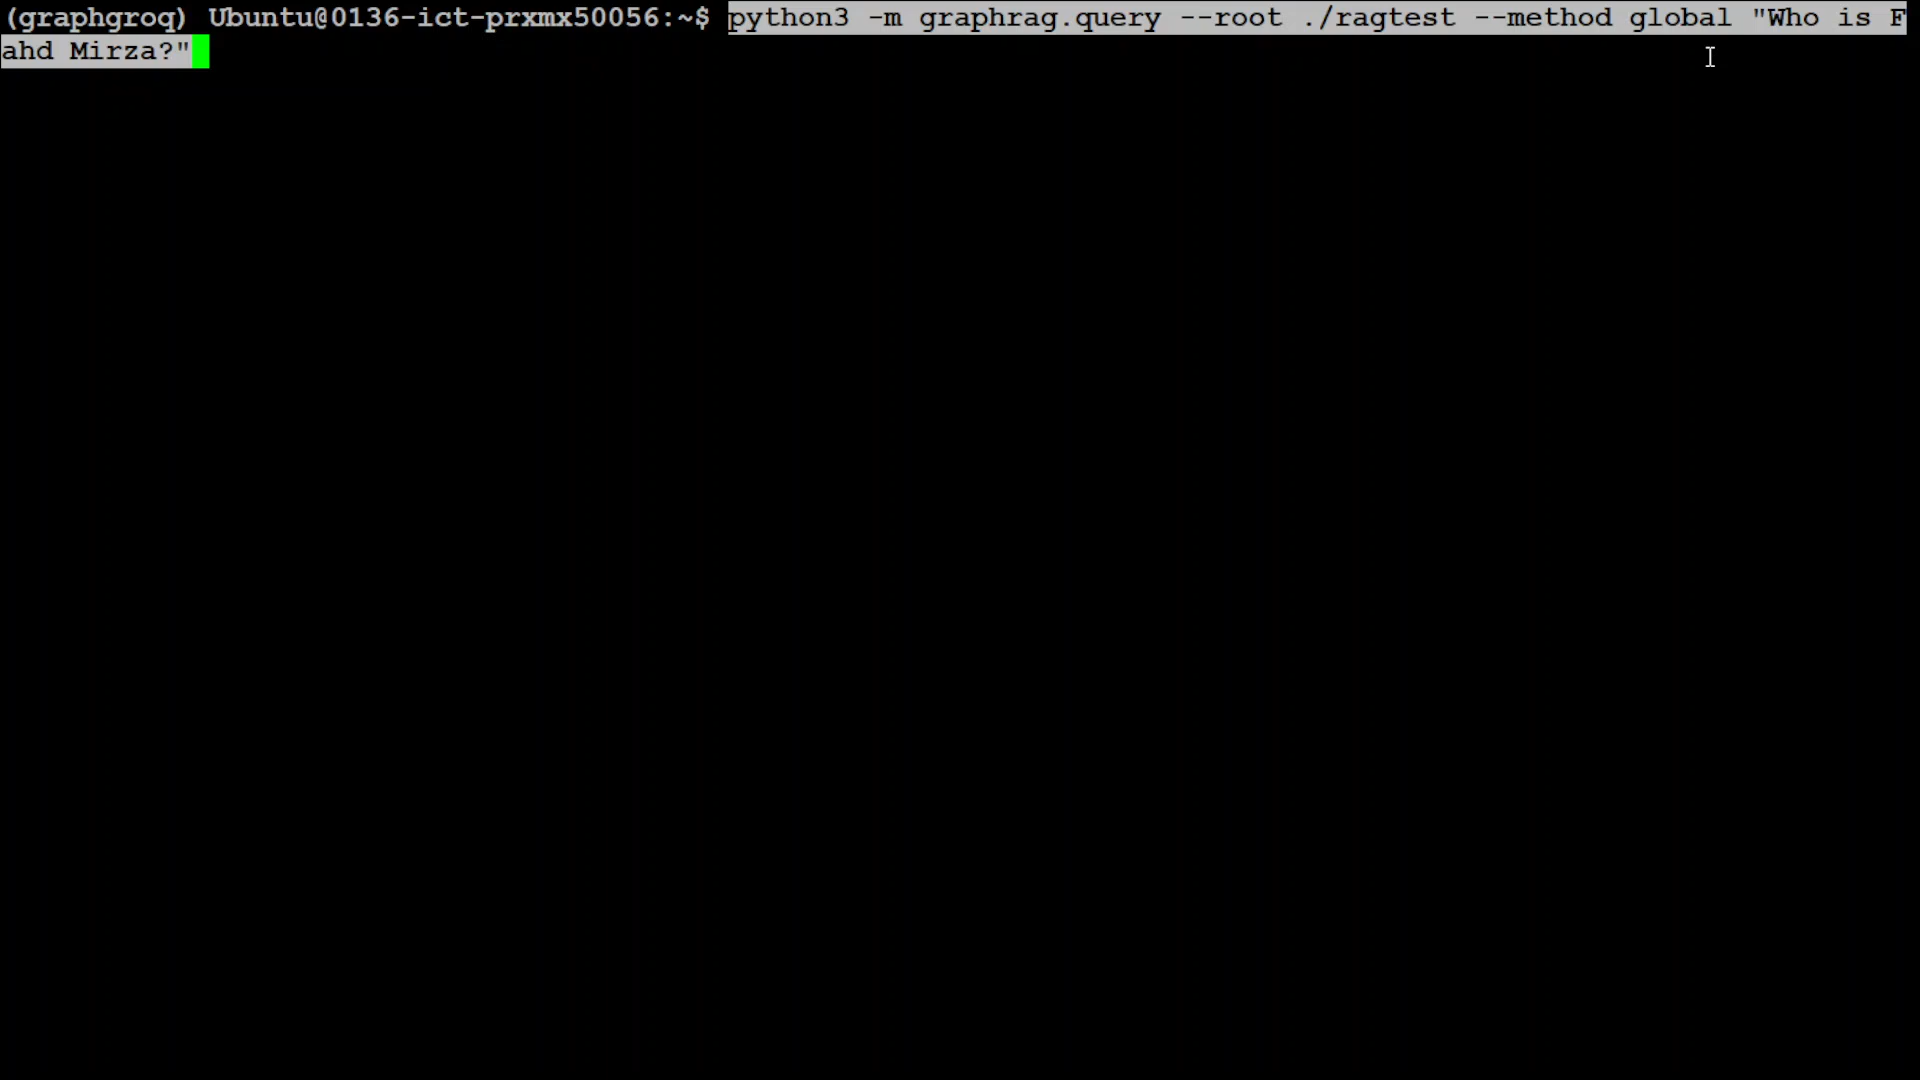 (graphgroq) Ubuntu@0136-ict-prxmx50056:~$ python3 -m graphrag.query --root ./ragtest --method global "Who is F
ahd Mirza?"